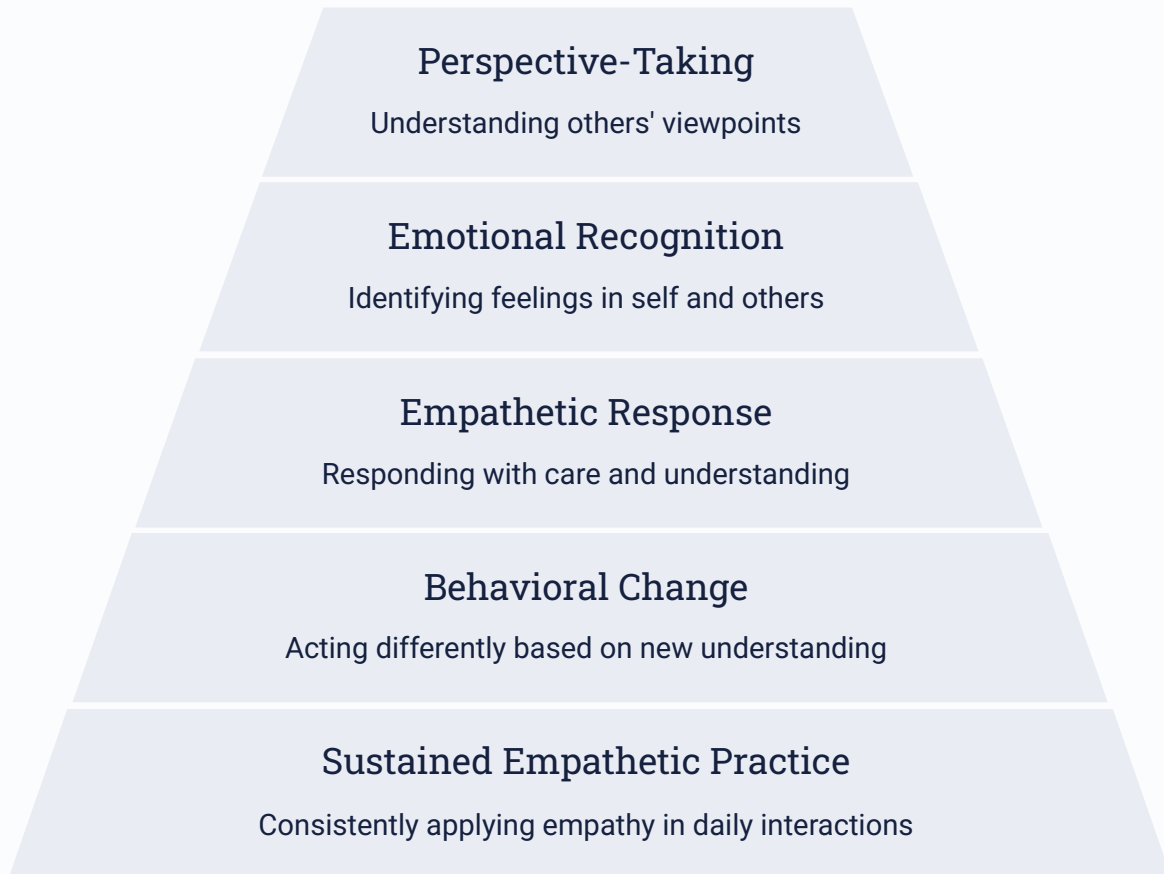 Perspective-Taking
Understanding others' viewpoints
Emotional Recognition
Identifying feelings in self and others
Empathetic Response
Responding with care and understanding
Behavioral Change
Acting differently based on new understanding
Sustained Empathetic Practice
Consistently applying empathy in daily interactions